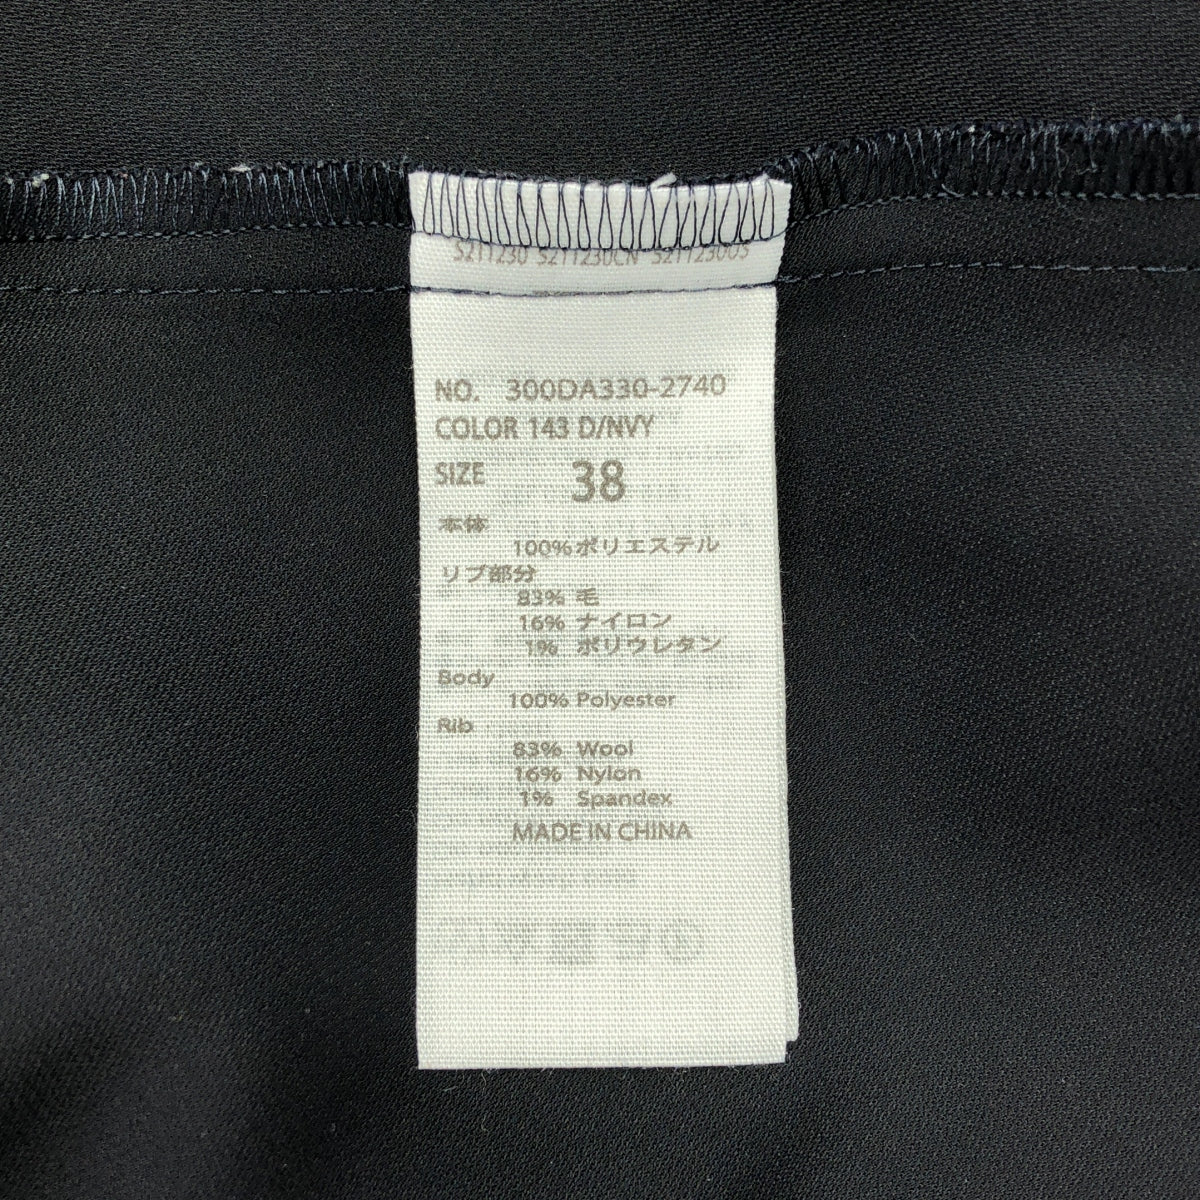 S211230 S211230CN S211230US
NO. 300DA330-2740
COLOR 143 D/NVY
SIZE 38
本体
100%ポリエステル
リブ部分
83% 毛
16% ナイロン
1% ポリウレタン
Body
100% Polyester
Rib
83% Wool
16% Nylon
1% Spandex
MADE IN CHINA